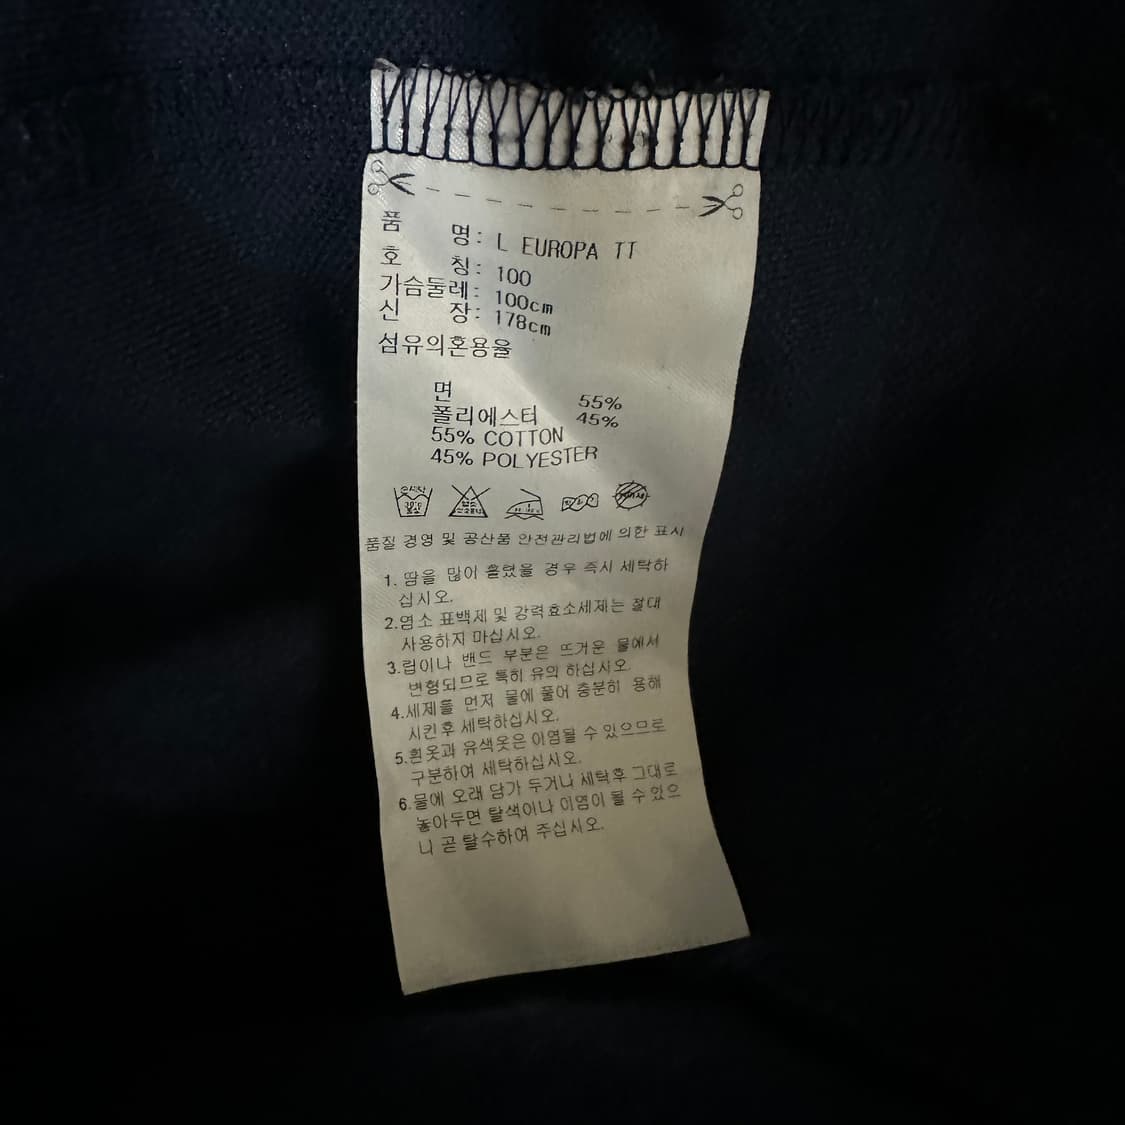 품 명: L EUROPA TT
호 칭: 100
가슴둘레: 100cm
신 장: 178cm
섬유의혼용율
면 55%
폴리에스터 45%
55% COTTON
45% POLYESTER
품질 경영 및 공산품 안전관리법에 의한 표시
1. 땀을 많이 흘렸을 경우 즉시 세탁하
십시오.
2.염소 표백제 및 강력효소세제는 절대
사용하지 마십시오.
3.립이나 밴드 부분은 뜨거운 물에서
변형되므로 특히 유의 하십시오.
4.세제를 먼저 물에 풀어 충분히 용해
시킨후 세탁하십시오.
5.흰옷과 유색옷은 이염될 수 있으므로
구분하여 세탁하십시오.
6.물에 오래 담가 두거나 세탁후 그대로
놓아두면 탈색이나 이염이 될 수 있으
니 곧 탈수하여 주십시오.